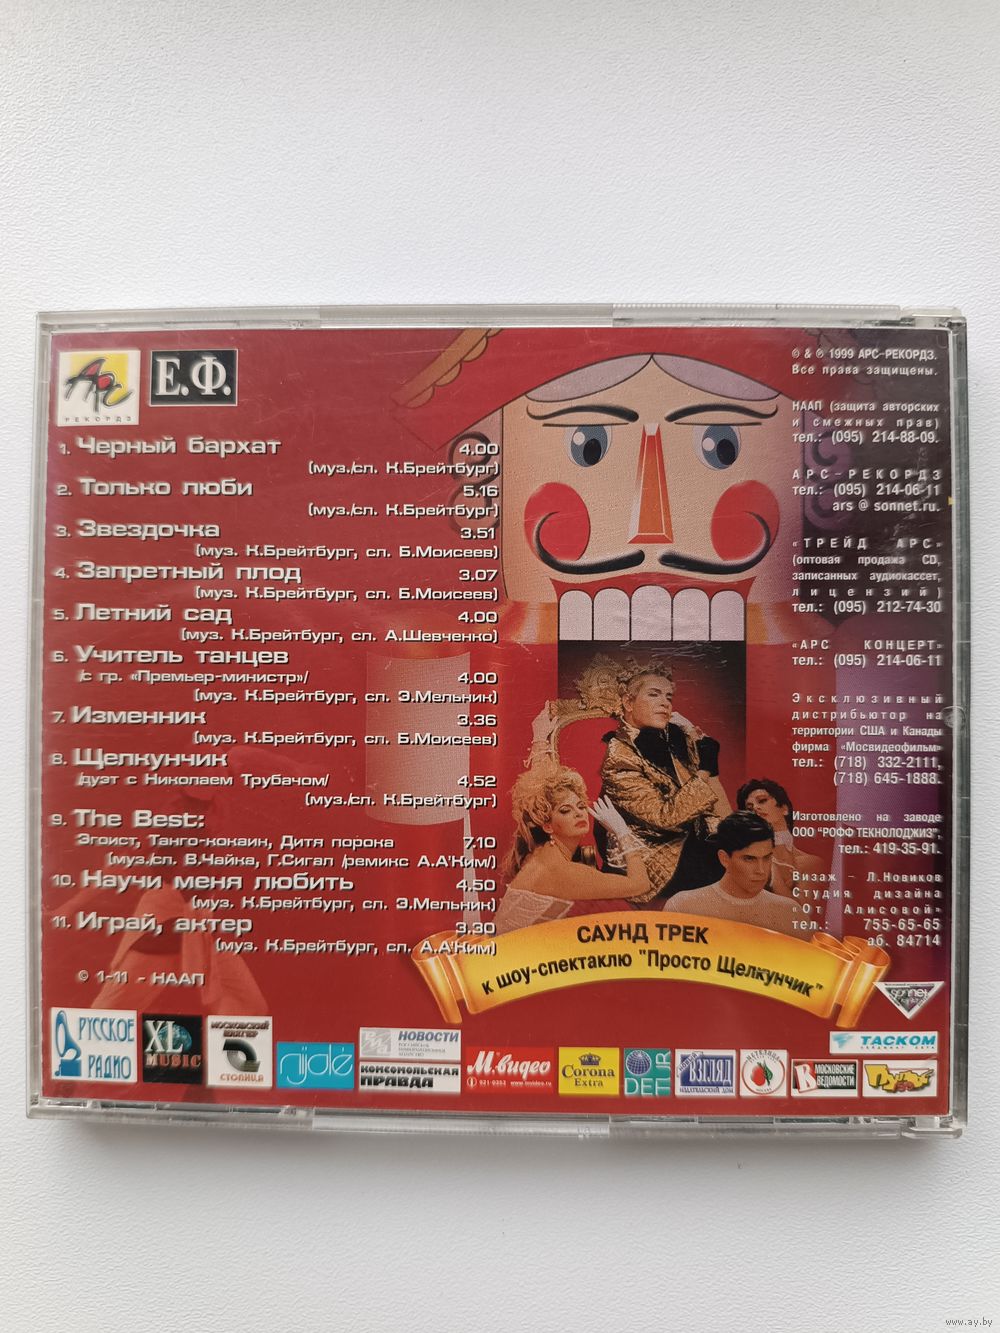 Арс
РЕКОРДЗ
Е.Ф.
1. Черный бархат 4.00
(муз./сл. К.Брейтбург)
2. Только люби 5.16
(муз./сл. К.Брейтбург)
3. Звездочка 3.51
(муз. К.Брейтбург, сл. Б.Моисеев)
4. Запретный плод 3.07
(муз. К.Брейтбург, сл. Б.Моисеев)
5. Летний сад 4.00
(муз. К.Брейтбург, сл. А.Шевченко)
6. Учитель танцев
/с гр. «Премьер-министр»/ 4.00
(муз. К.Брейтбург, сл. Э.Мельник)
7. Изменник 3.36
(муз. К.Брейтбург, сл. Б.Моисеев)
8. Щелкунчик
/дуэт с Николаем Трубачом/ 4.52
(муз./сл. К.Брейтбург)
9. The Best:
Эгоист, Танго-кокаин, Дитя порока 7.10
(муз./сл. В.Чайка, Г.Сигал /ремикс А.А'Ким/)
10. Научи меня любить 4.50
(муз. К.Брейтбург, сл. Э.Мельник)
11. Играй, актер 3.30
(муз. К.Брейтбург, сл. А.А'Ким)
© 1-11 - НААП
© & ℗ 1999 АРС-РЕКОРДЗ.
Все права защищены.
НААП (защита авторских
и смежных прав)
тел.: (095) 214-88-09.
АРС-РЕКОРДЗ
тел.: (095) 214-06-11
ars @ sonnet.ru.
«ТРЕЙД АРС»
(оптовая продажа CD,
записанных аудиокассет,
лицензий)
тел.: (095) 212-74-30
«АРС КОНЦЕРТ»
тел.: (095) 214-06-11
Эксклюзивный
дистрибьютор на
территории США и Канады
фирма «Мосвидеофильм»
тел.: (718) 332-2111,
(718) 645-1888.
Изготовлено на заводе
ООО "РОФФ ТЕКНОЛОДЖИЗ",
тел.: 419-35-91.
Визаж - Л.Новиков
Студия дизайна
«От Алисовой»
тел.: 755-65-65
аб. 84714
САУНД ТРЕК
к шоу-спектаклю "Просто Щелкунчик"
sonnet
РУССКОЕ
РАДИО
XL
MUSIC
СТОЛИЦА
НОВОСТИ
КОМСОМОЛЬСКАЯ
ПРАВДА
М.видео
Corona
Extra
ВЗГЛЯД
ИЗДАТЕЛЬСКИЙ ДОМ
МОСКОВСКИЕ
ВЕДОМОСТИ
ТАСКОМ
www.ay.by